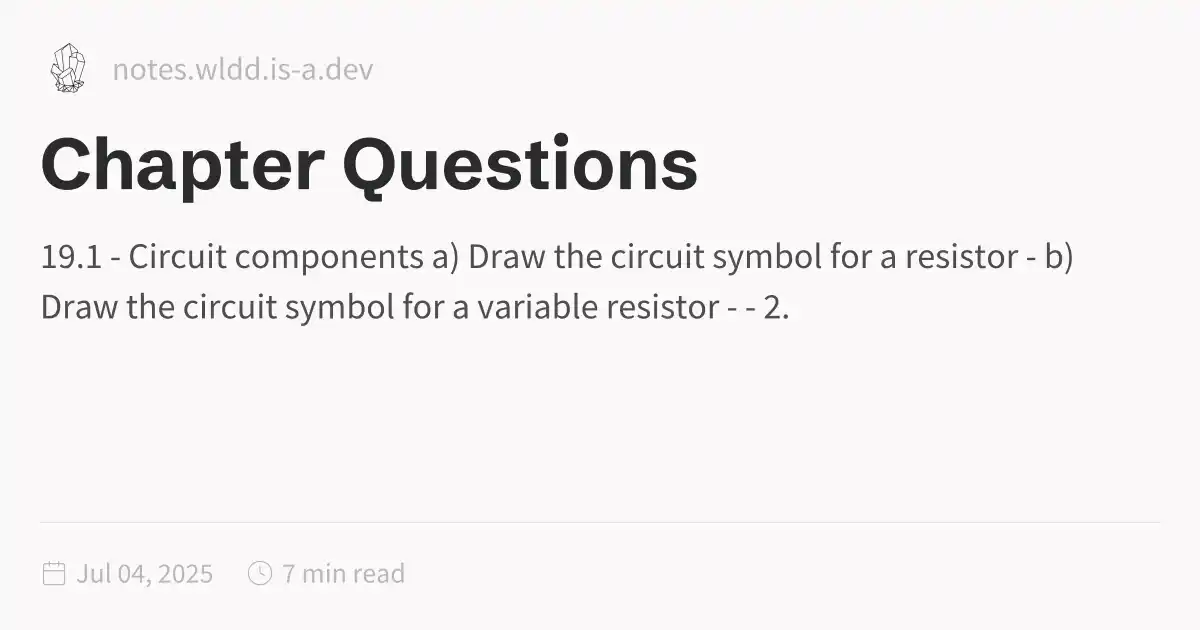 notes.wldd.is-a.dev
Chapter Questions
19.1 - Circuit components a) Draw the circuit symbol for a resistor - b)
Draw the circuit symbol for a variable resistor - - 2.
Jul 04, 2025
7 min read